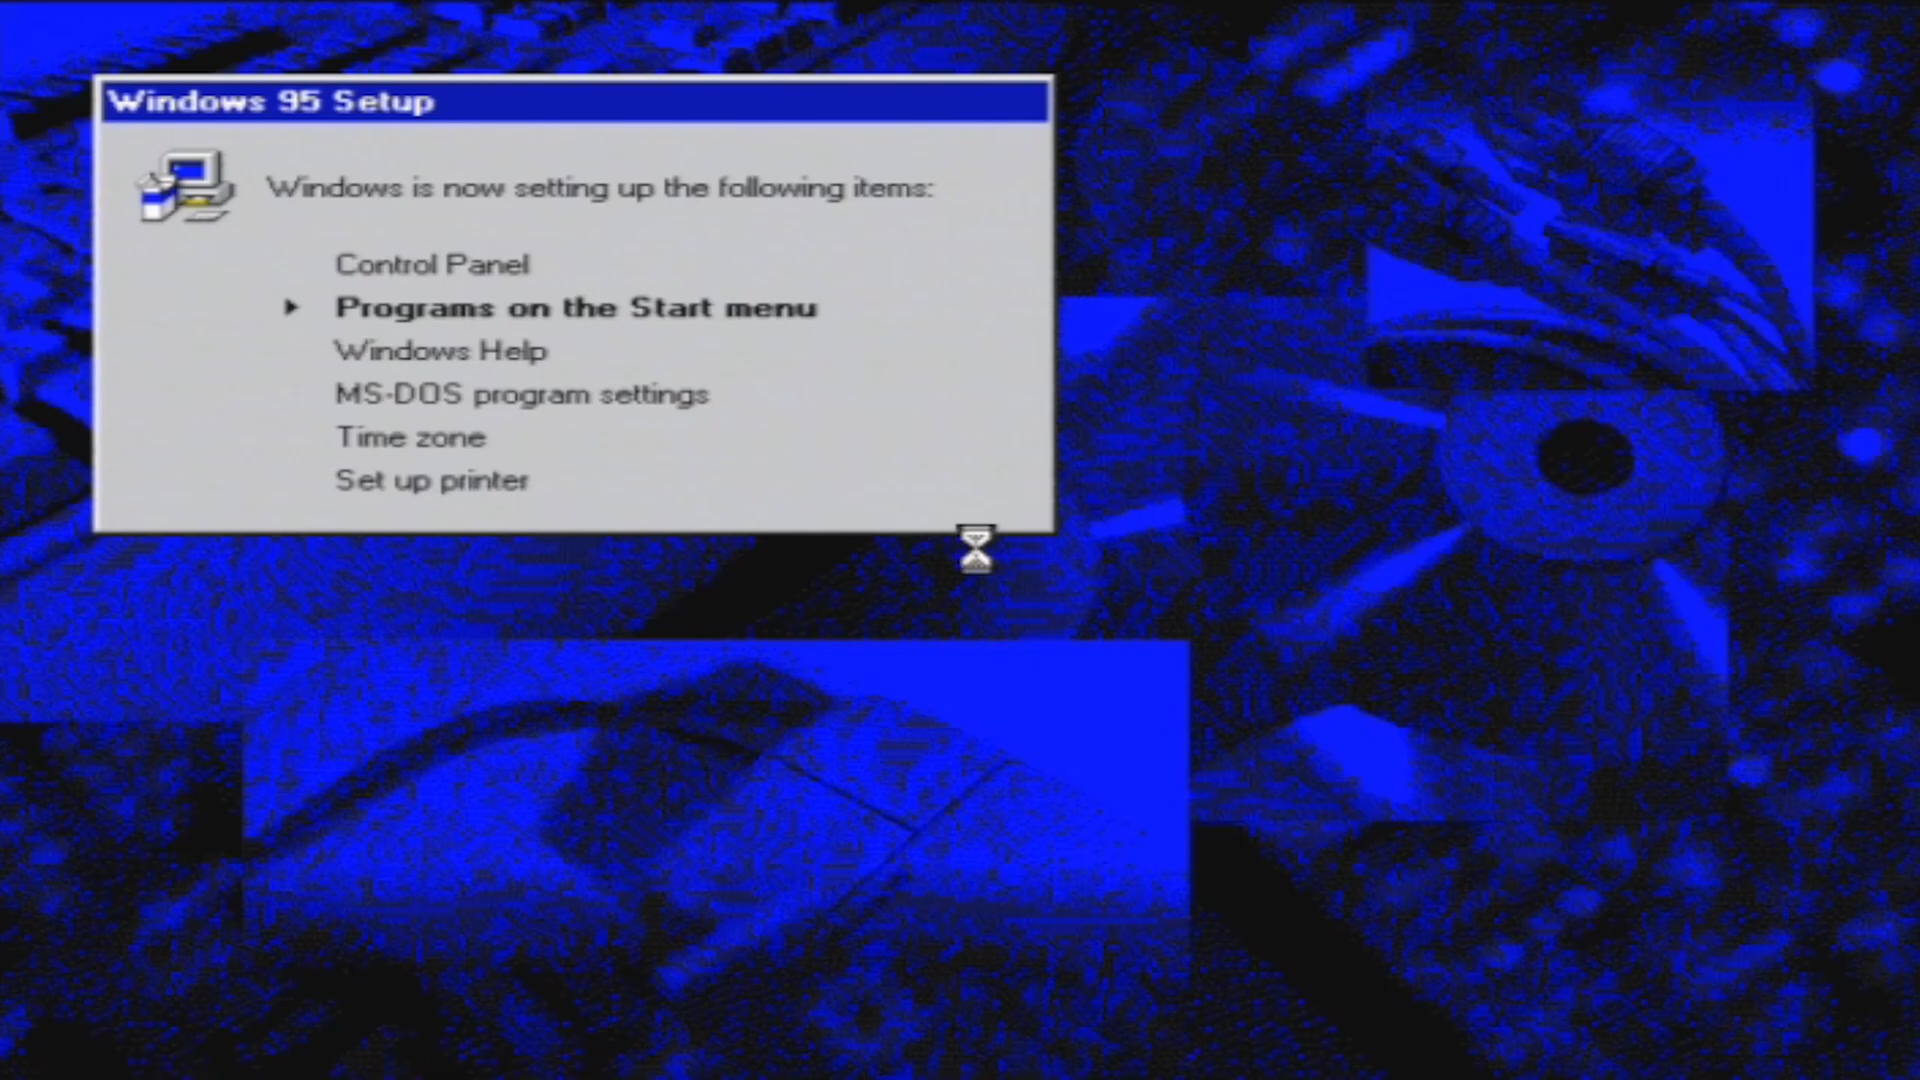 Windows 95 Setup
Windows is now setting up the following items:
Control Panel
Programs on the Start menu
Windows Help
MS-DOS program settings
Time zone
Set up printer